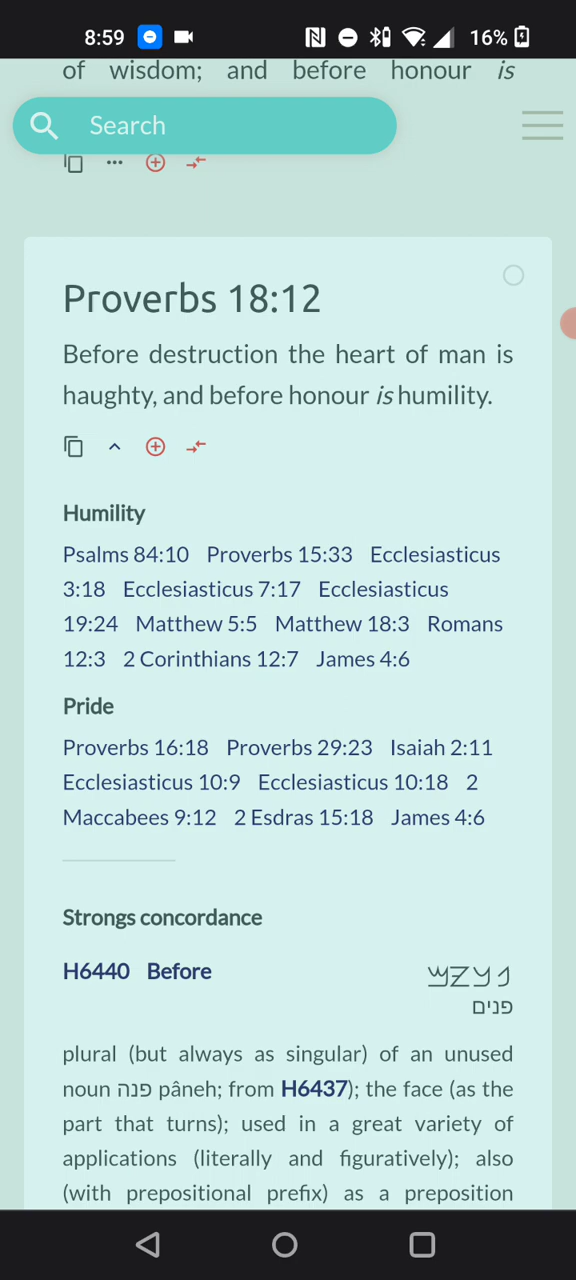 8:59 16%
of wisdom; and before honour is
Search
Proverbs 18:12
Before destruction the heart of man is
haughty, and before honour is humility.
Humility
Psalms 84:10 Proverbs 15:33 Ecclesiasticus
3:18 Ecclesiasticus 7:17 Ecclesiasticus
19:24 Matthew 5:5 Matthew 18:3 Romans
12:3 2 Corinthians 12:7 James 4:6
Pride
Proverbs 16:18 Proverbs 29:23 Isaiah 2:11
Ecclesiasticus 10:9 Ecclesiasticus 10:18 2
Maccabees 9:12 2 Esdras 15:18 James 4:6
Strongs concordance
H6440 Before
פנים
plural (but always as singular) of an unused
noun פנה pâneh; from H6437); the face (as the
part that turns); used in a great variety of
applications (literally and figuratively); also
(with prepositional prefix) as a preposition